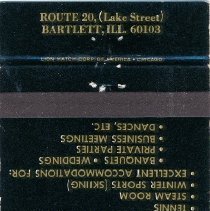 ROUTE 20, (Lake Street)
BARTLETT, ILL. 60103
LION MATCH CORP. OF AMERICA • CHICAGO
TENNIS
• STEAM ROOM
• WINTER SPORTS (SKIING)
• EXCELLENT ACCOMMODATIONS FOR:
• BANQUETS • WEDDINGS
• BUSINESS MEETINGS
• PRIVATE PARTIES
• DANCES, ETC.